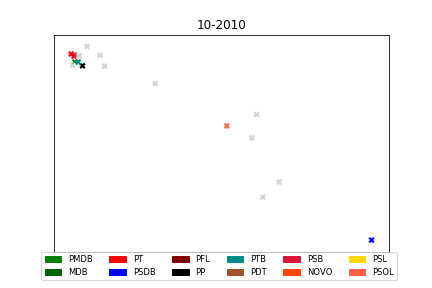 10-2010
PMDB PT PFL PTB PSB PSL
MDB PSDB PP PDT NOVO PSOL